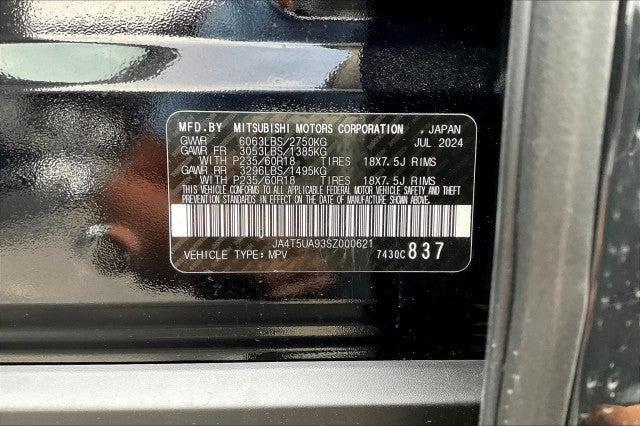 MFD.BY MITSUBISHI MOTORS CORPORATION , JAPAN
GVWR 6063LBS/2750KG JUL 2024
GAWR FR 3053LBS/1385KG
WITH P235/60R18 TIRES 18X7.5J RIMS
GAWR RR 3296LBS/1495KG
WITH P235/60R18 TIRES 18X7.5J RIMS
THIS VEHICLE CONFORMS TO ALL APPLICABLE FEDERAL MOTOR VEHICLE SAFETY AND THEFT
PREVENTION STANDARDS IN EFFECT ON THE DATE OF MANUFACTURE SHOWN ABOVE.
JA4T5UA93SZ000621
VEHICLE TYPE: MPV 7430C 837